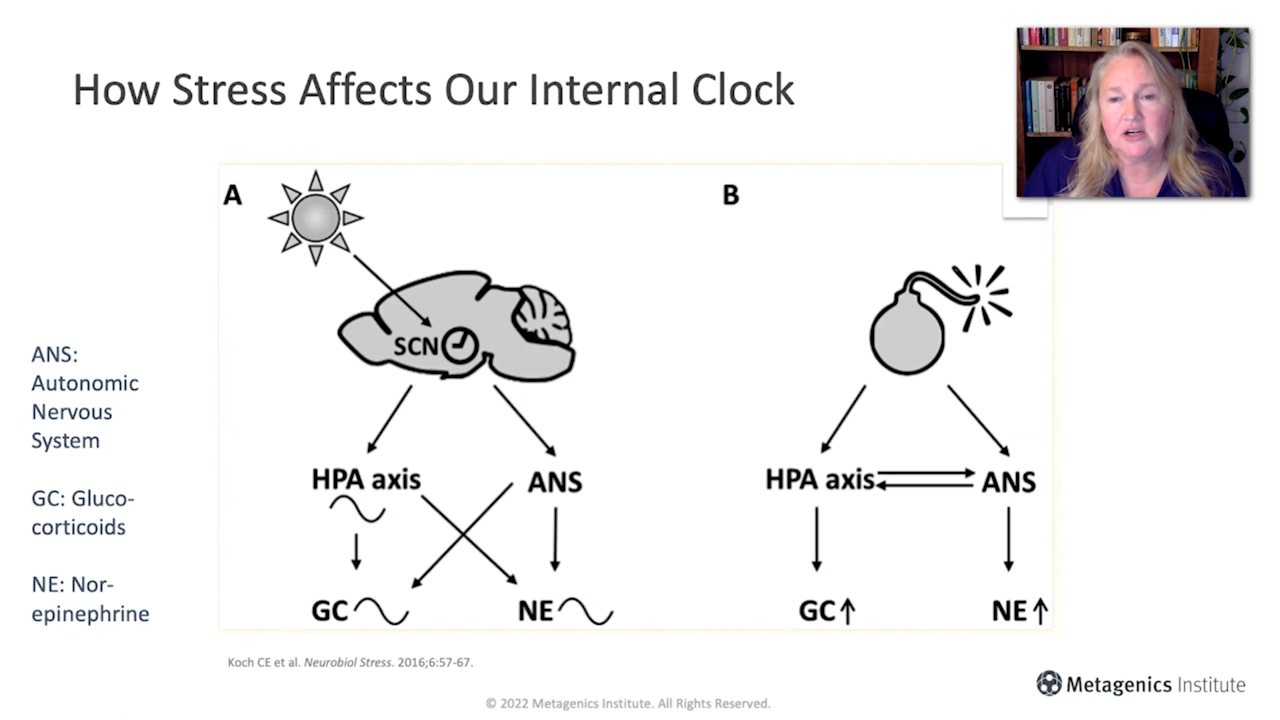 How Stress Affects Our Internal Clock
A
B
SCN
ANS:
Autonomic
Nervous
System
GC: Gluco-
corticoids
NE: Nor-
epinephrine
HPA axis
ANS
GC
NE
HPA axis
ANS
GC↑
NE↑
Koch CE et al. Neurobiol Stress. 2016;6:57-67.
© 2022 Metagenics Institute. All Rights Reserved.
Metagenics Institute